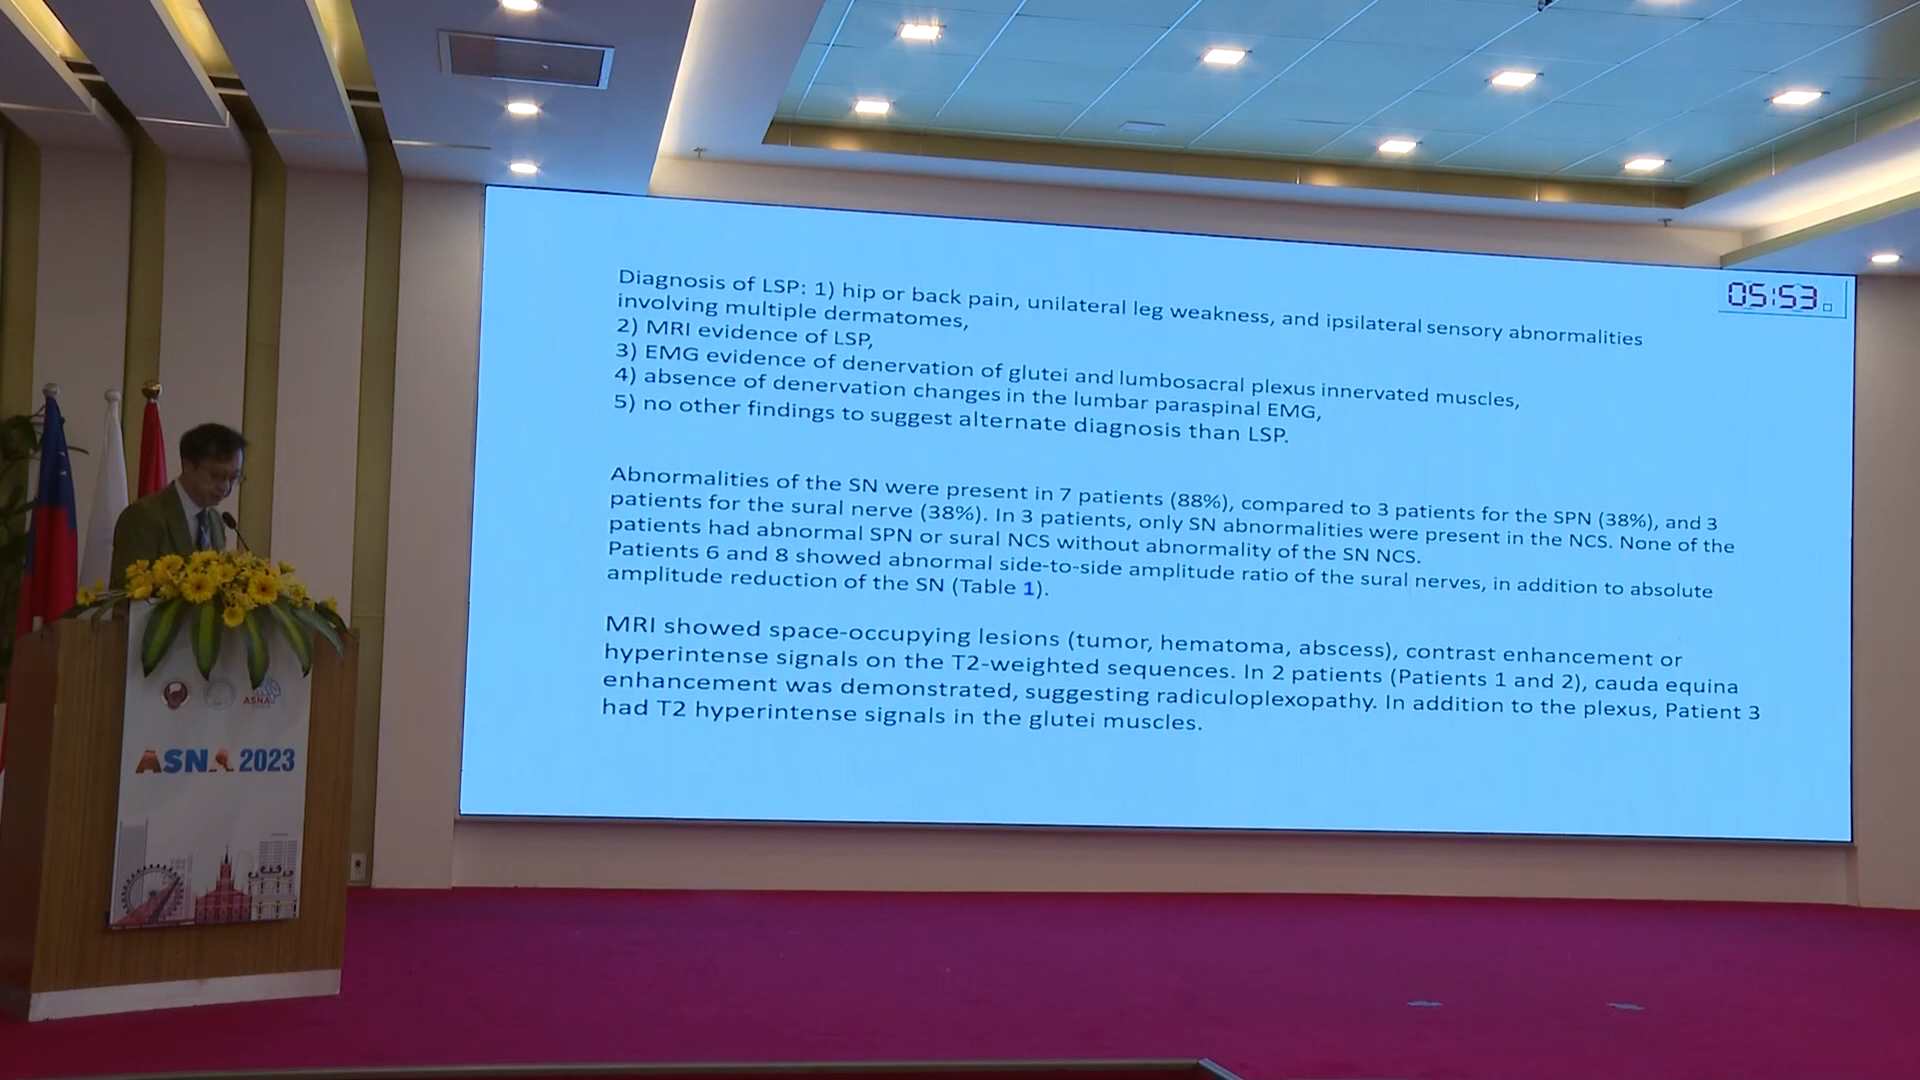 Diagnosis of LSP: 1) hip or back pain, unilateral leg weakness, and ipsilateral sensory abnormalities
involving multiple dermatomes,
2) MRI evidence of LSP,
3) EMG evidence of denervation of glutei and lumbosacral plexus innervated muscles,
4) absence of denervation changes in the lumbar paraspinal EMG,
5) no other findings to suggest alternate diagnosis than LSP.
05:53
Abnormalities of the SN were present in 7 patients (88%), compared to 3 patients for the SPN (38%), and 3
patients for the sural nerve (38%). In 3 patients, only SN abnormalities were present in the NCS. None of the
patients had abnormal SPN or sural NCS without abnormality of the SN NCS.
Patients 6 and 8 showed abnormal side-to-side amplitude ratio of the sural nerves, in addition to absolute
amplitude reduction of the SN (Table 1).
MRI showed space-occupying lesions (tumor, hematoma, abscess), contrast enhancement or
hyperintense signals on the T2-weighted sequences. In 2 patients (Patients 1 and 2), cauda equina
enhancement was demonstrated, suggesting radiculoplexopathy. In addition to the plexus, Patient 3
had T2 hyperintense signals in the glutei muscles.
ASNA
ASNA 2023